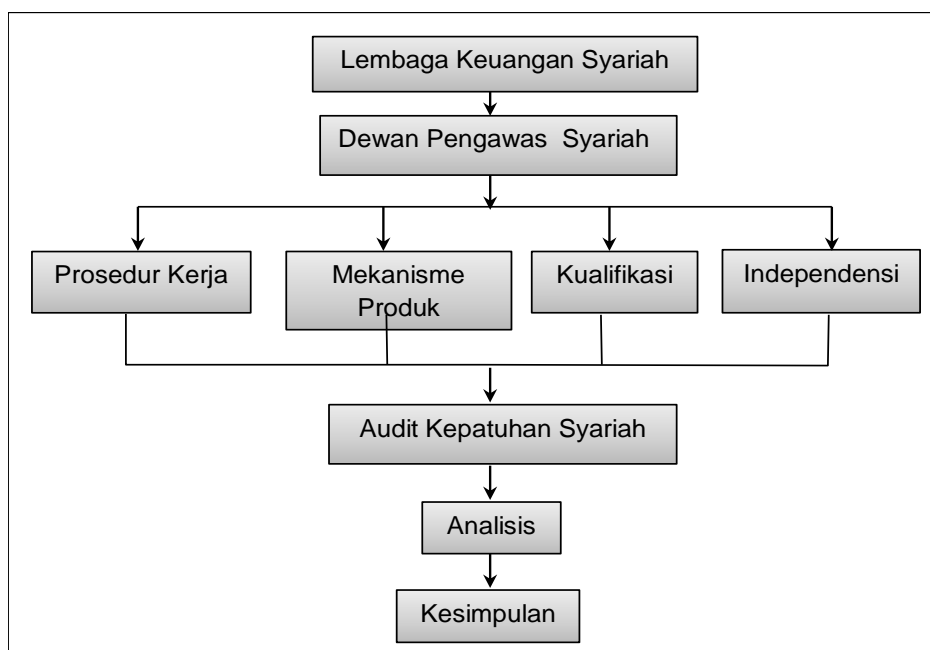 Lembaga Keuangan Syariah
Dewan Pengawas  Syariah
Prosedur Kerja
Mekanisme
Produk
Kualifikasi
Independensi
Audit Kepatuhan Syariah
Analisis
Kesimpulan